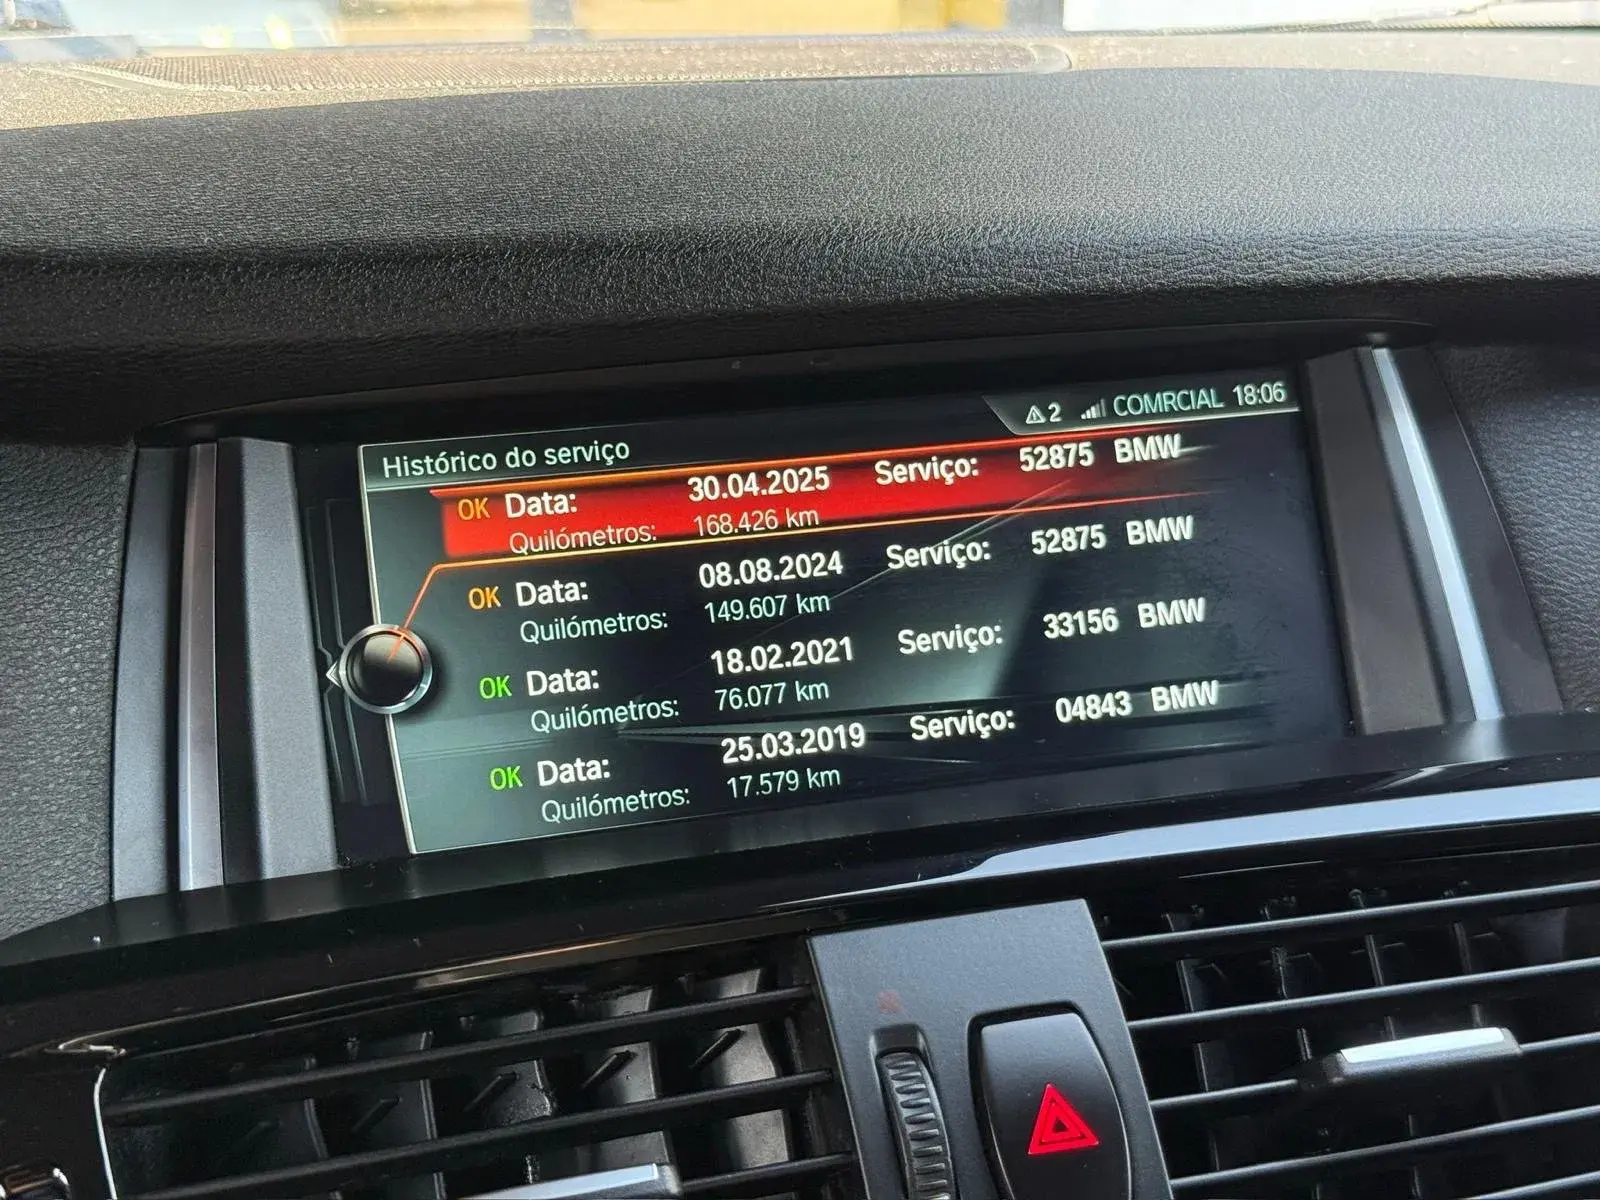 2 COMRCIAL 18:06
Histórico do serviço
OK Data: 30.04.2025 Serviço: 52875 BMW
Quilómetros: 168.426 km
OK Data: 08.08.2024 Serviço: 52875 BMW
Quilómetros: 149.607 km
OK Data: 18.02.2021 Serviço: 33156 BMW
Quilómetros: 76.077 km
OK Data: 25.03.2019 Serviço: 04843 BMW
Quilómetros: 17.579 km